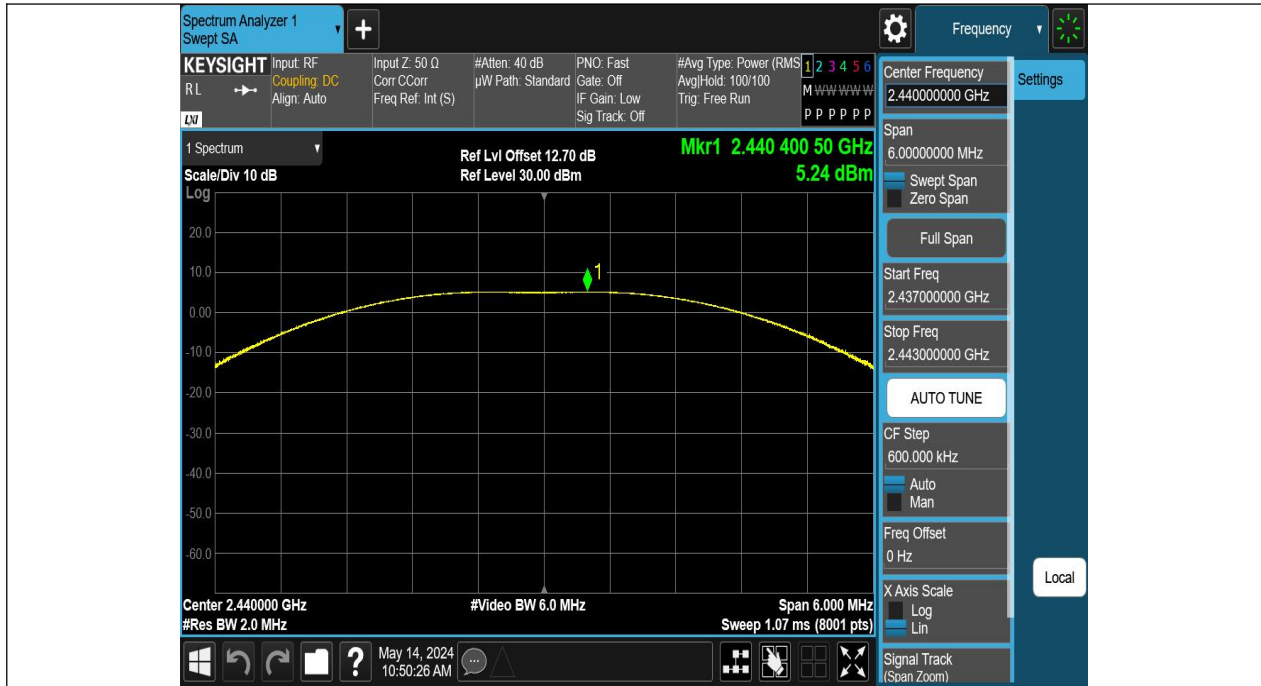 Spectrum Analyzer 1
Swept SA
+
Frequency
KEYSIGHT
RL
LXI
Input: RF
Coupling: DC
Align: Auto
Input Z: 50 Ω
Corr CCorr
Freq Ref: Int (S)
#Atten: 40 dB
µW Path: Standard
PNO: Fast
Gate: Off
IF Gain: Low
Sig Track: Off
#Avg Type: Power (RMS
Avg|Hold: 100/100
Trig: Free Run
1 2 3 4 5 6
M W W W W W
P P P P P P
1 Spectrum
Scale/Div 10 dB
Log
Ref Lvl Offset 12.70 dB
Ref Level 30.00 dBm
Mkr1 2.440 400 50 GHz
5.24 dBm
1
20.0
10.0
0.00
-10.0
-20.0
-30.0
-40.0
-50.0
-60.0
Center 2.440000 GHz
#Res BW 2.0 MHz
#Video BW 6.0 MHz
Span 6.000 MHz
Sweep 1.07 ms (8001 pts)
?
May 14, 2024
10:50:26 AM
Center Frequency
2.440000000 GHz
Settings
Span
6.00000000 MHz
Swept Span
Zero Span
Full Span
Start Freq
2.437000000 GHz
Stop Freq
2.443000000 GHz
AUTO TUNE
CF Step
600.000 kHz
Auto
Man
Freq Offset
0 Hz
X Axis Scale
Log
Lin
Local
Signal Track
(Span Zoom)